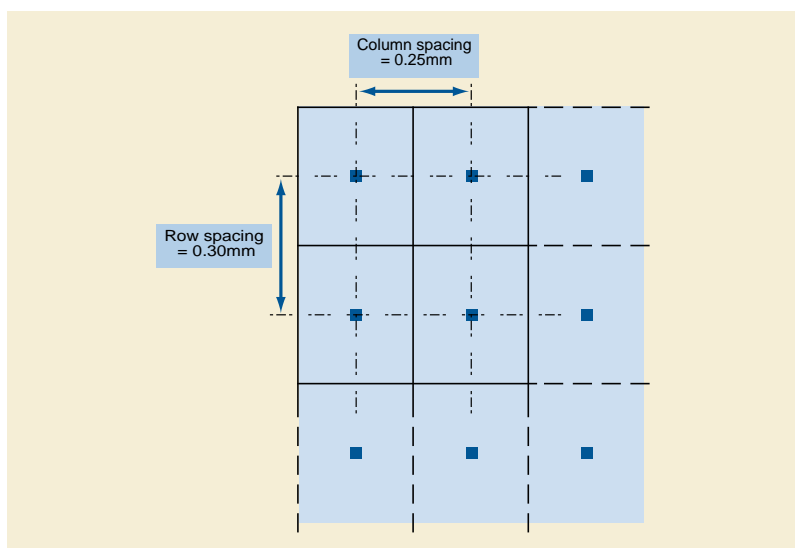 Column spacing
= 0.25mm
Row spacing
= 0.30mm